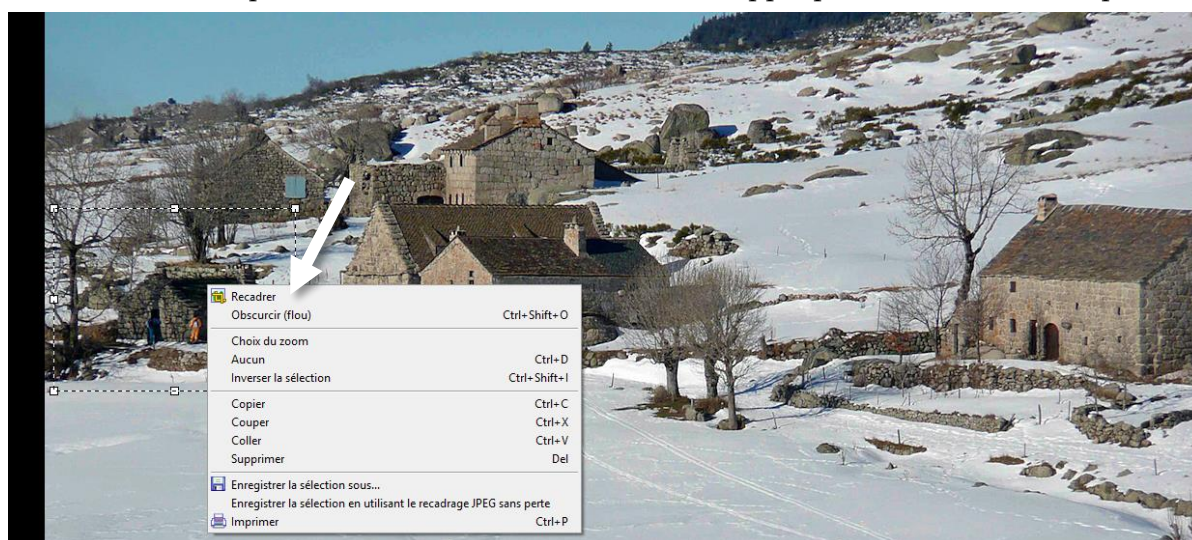 Recadrer
Obscurcir (flou) Ctrl+Shift+O
Choix du zoom
Aucun Ctrl+D
Inverser la sélection Ctrl+Shift+I
Copier Ctrl+C
Couper Ctrl+X
Coller Ctrl+V
Supprimer Del
Enregistrer la sélection sous...
Enregistrer la sélection en utilisant le recadrage JPEG sans perte
Imprimer Ctrl+P